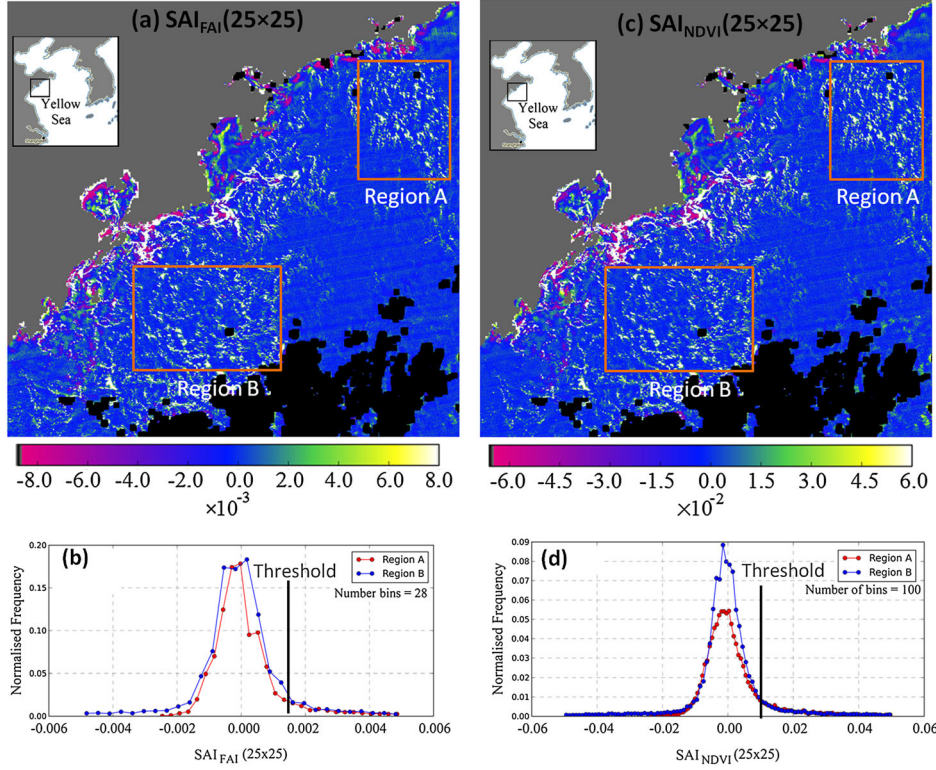 (a) SAI_FAI(25×25)
Yellow
Sea
Shanghai
Region A
Region B
-8.0 -6.0 -4.0 -2.0 0.0 2.0 4.0 6.0 8.0
×10⁻³
(c) SAI_NDVI(25×25)
Yellow
Sea
Shanghai
Region A
Region B
-6.0 -4.5 -3.0 -1.5 0.0 1.5 3.0 4.5 6.0
×10⁻²
(b)
Threshold
Region A
Region B
Number bins = 28
Normalised Frequency
0.20
0.15
0.10
0.05
0.00
-0.006 -0.004 -0.002 0.000 0.002 0.004 0.006
SAI_FAI (25x25)
(d)
Threshold
Region A
Region B
Number of bins = 100
Normalised Frequency
0.09
0.08
0.07
0.06
0.05
0.04
0.03
0.02
0.01
0.00
-0.06 -0.04 -0.02 0.00 0.02 0.04 0.06
SAI_NDVI (25x25)